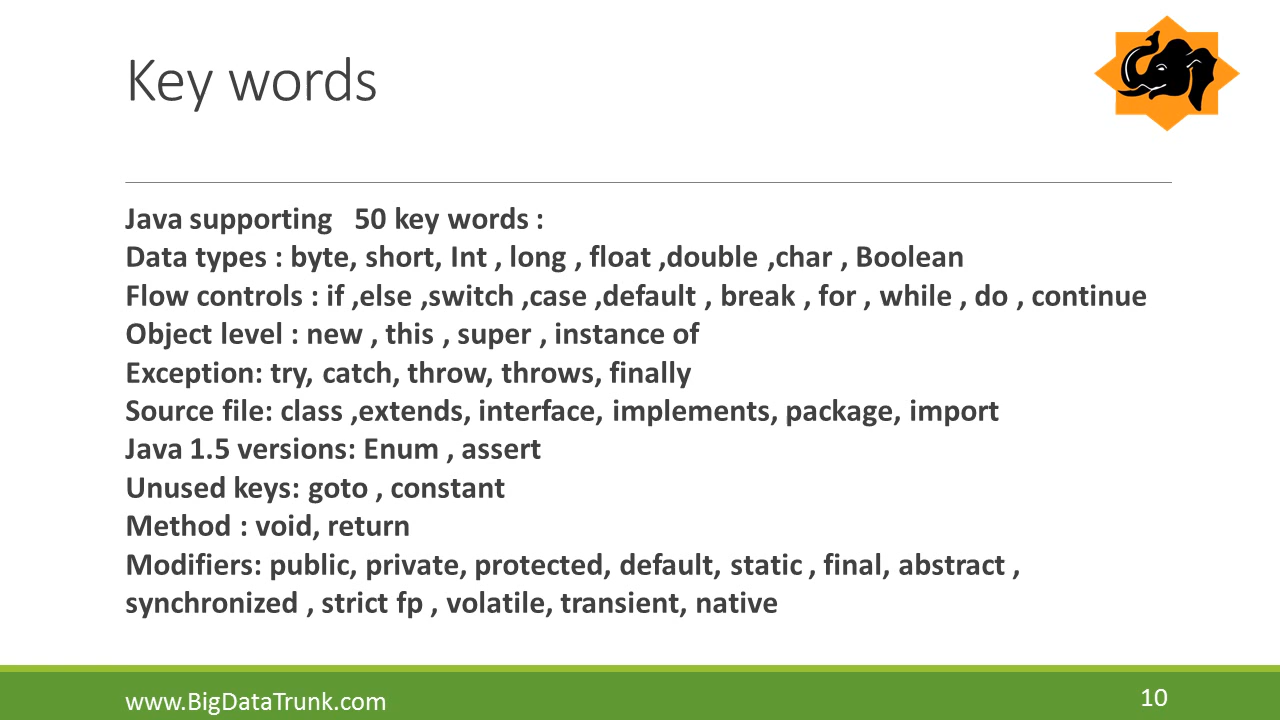 Key words
Java supporting   50 key words :
Data types : byte, short, Int , long , float ,double ,char , Boolean
Flow controls : if ,else ,switch ,case ,default , break , for , while , do , continue
Object level : new , this , super , instance of
Exception: try, catch, throw, throws, finally
Source file: class ,extends, interface, implements, package, import
Java 1.5 versions: Enum , assert
Unused keys: goto , constant
Method : void, return
Modifiers: public, private, protected, default, static , final, abstract ,
synchronized , strict fp , volatile, transient, native
www.BigDataTrunk.com
10